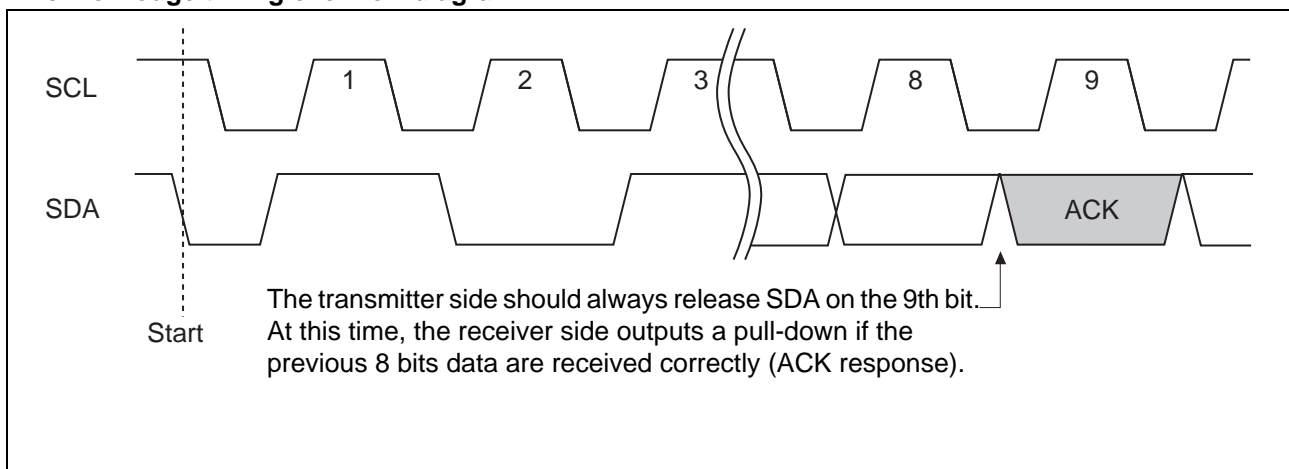 SCL
1
2
3
8
9
SDA
ACK
Start
The transmitter side should always release SDA on the 9th bit.
At this time, the receiver side outputs a pull-down if the
previous 8 bits data are received correctly (ACK response).